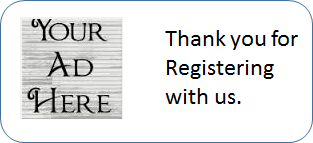 YOUR
AD
HERE
Thank you for
Registering
with us.